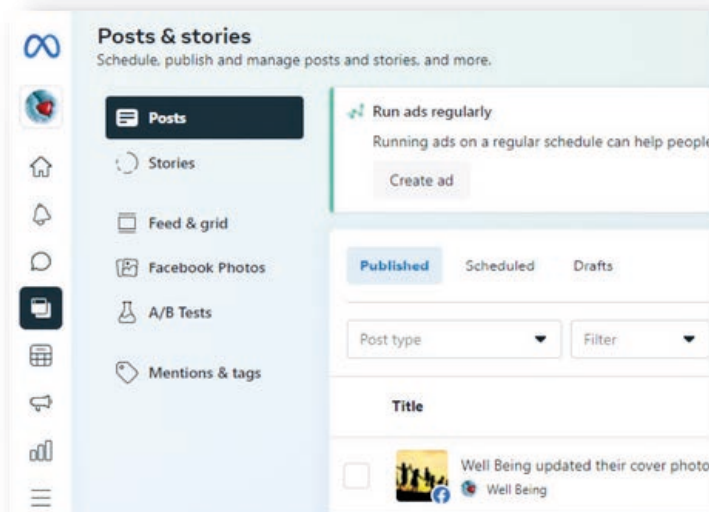 Posts & stories
Schedule, publish and manage posts and stories, and more.
Posts
Stories
Feed & grid
Facebook Photos
A/B Tests
Mentions & tags
Run ads regularly
Running ads on a regular schedule can help people
Create ad
Published Scheduled Drafts
Post type Filter
Title
Well Being updated their cover photo
Well Being